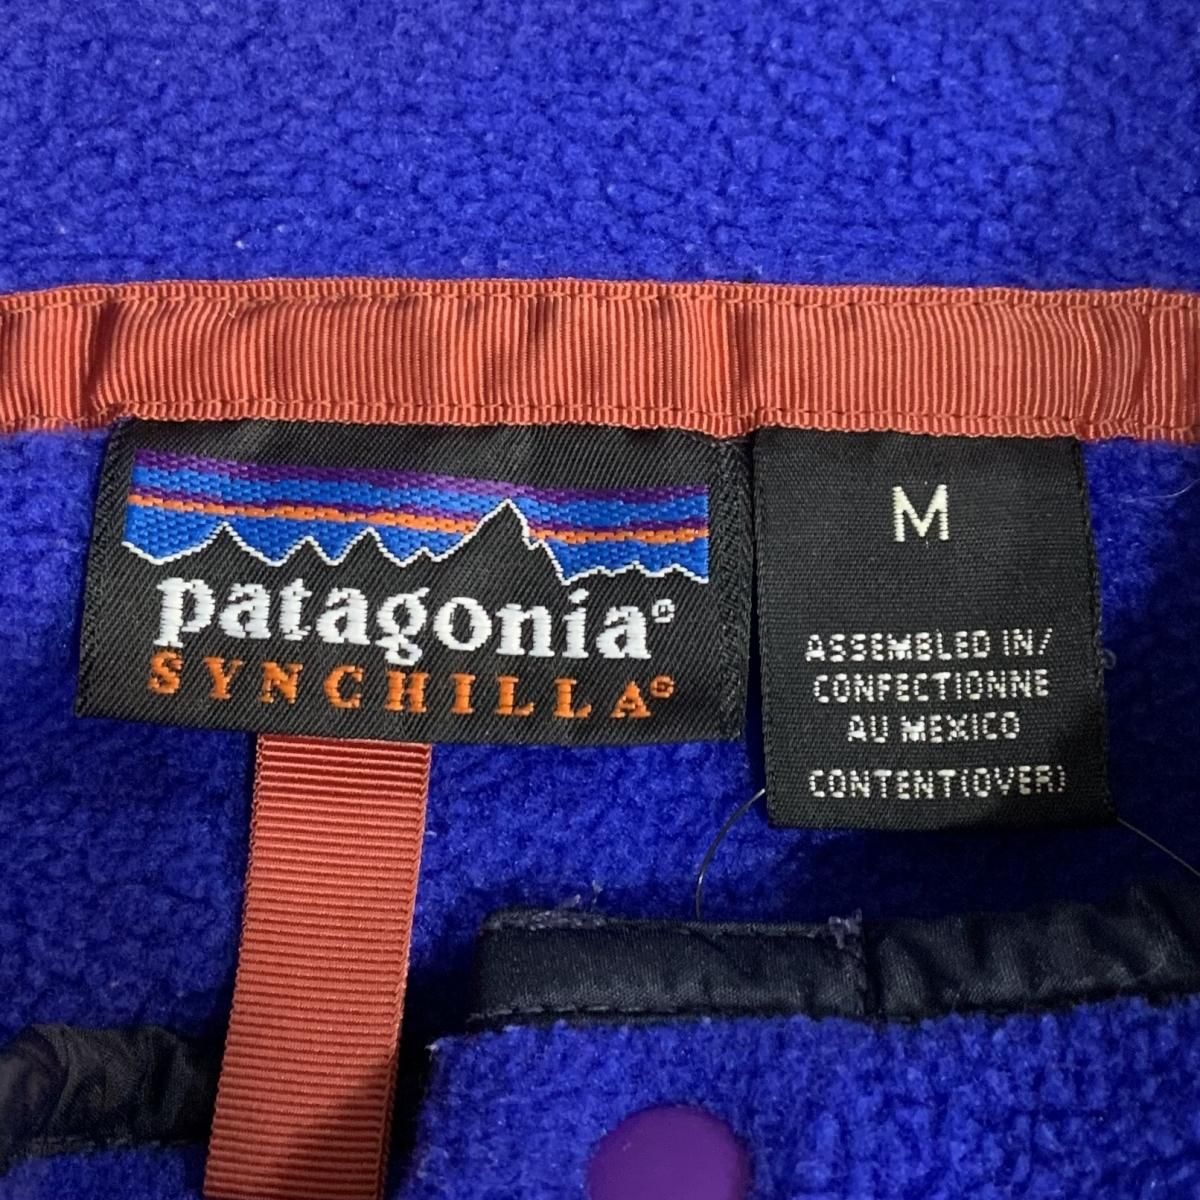 patagonia®
SYNCHILLA®
M
ASSEMBLED IN/
CONFECTIONNE
AU MEXICO
CONTENT(OVER)